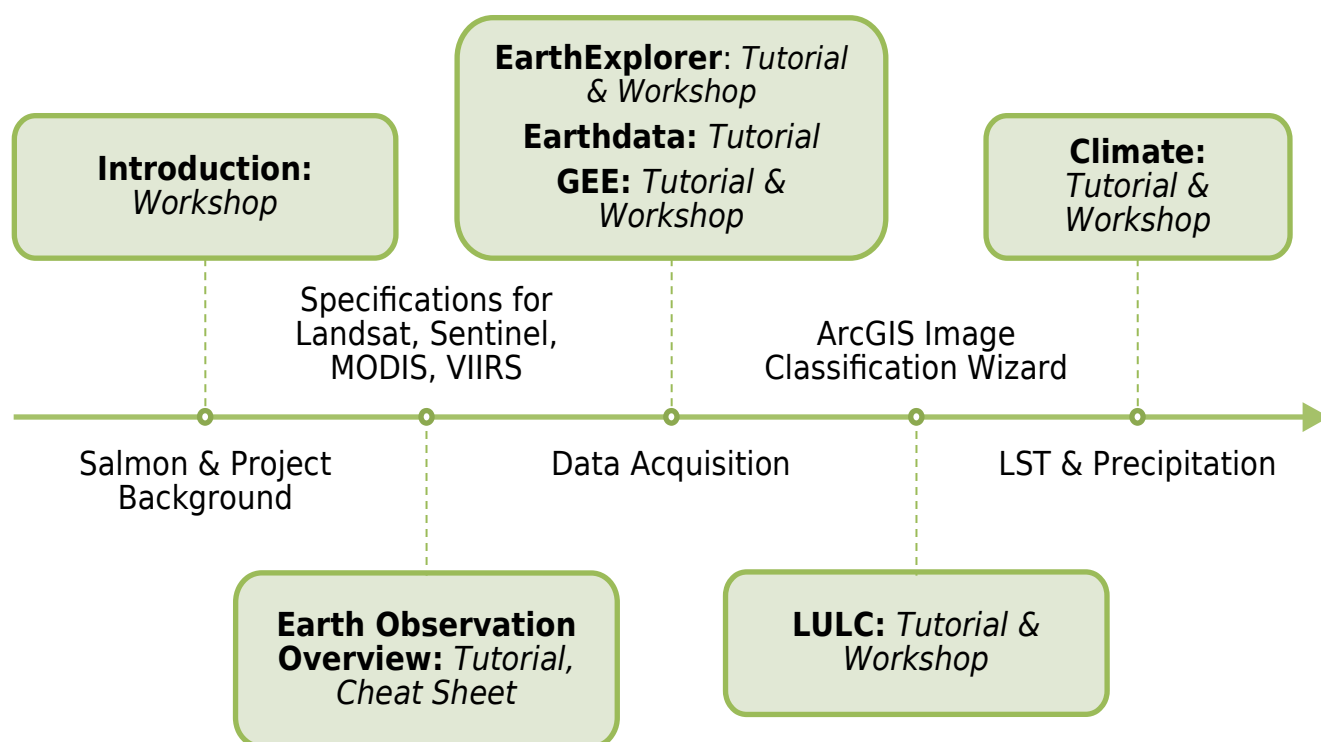 EarthExplorer: Tutorial
& Workshop
Earthdata: Tutorial
GEE: Tutorial &
Workshop
Introduction:
Workshop
Climate:
Tutorial &
Workshop
Specifications for
Landsat, Sentinel,
MODIS, VIIRS
ArcGIS Image
Classification Wizard
Salmon & Project
Background
Data Acquisition
LST & Precipitation
Earth Observation
Overview: Tutorial,
Cheat Sheet
LULC: Tutorial &
Workshop